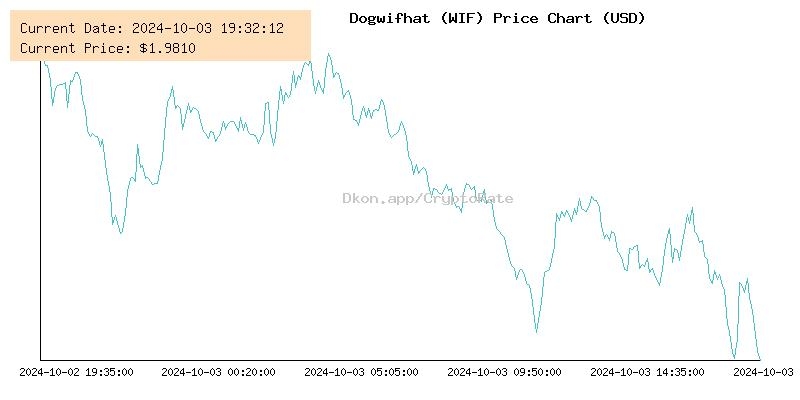 Dogwifhat (WIF) Price Chart (USD)
Current Date: 2024-10-03 19:32:12
Current Price: $1.9810
Dkon.app/CryptoRate
2024-10-02 19:35:00 2024-10-03 00:20:00 2024-10-03 05:05:00 2024-10-03 09:50:00 2024-10-03 14:35:00 2024-10-03